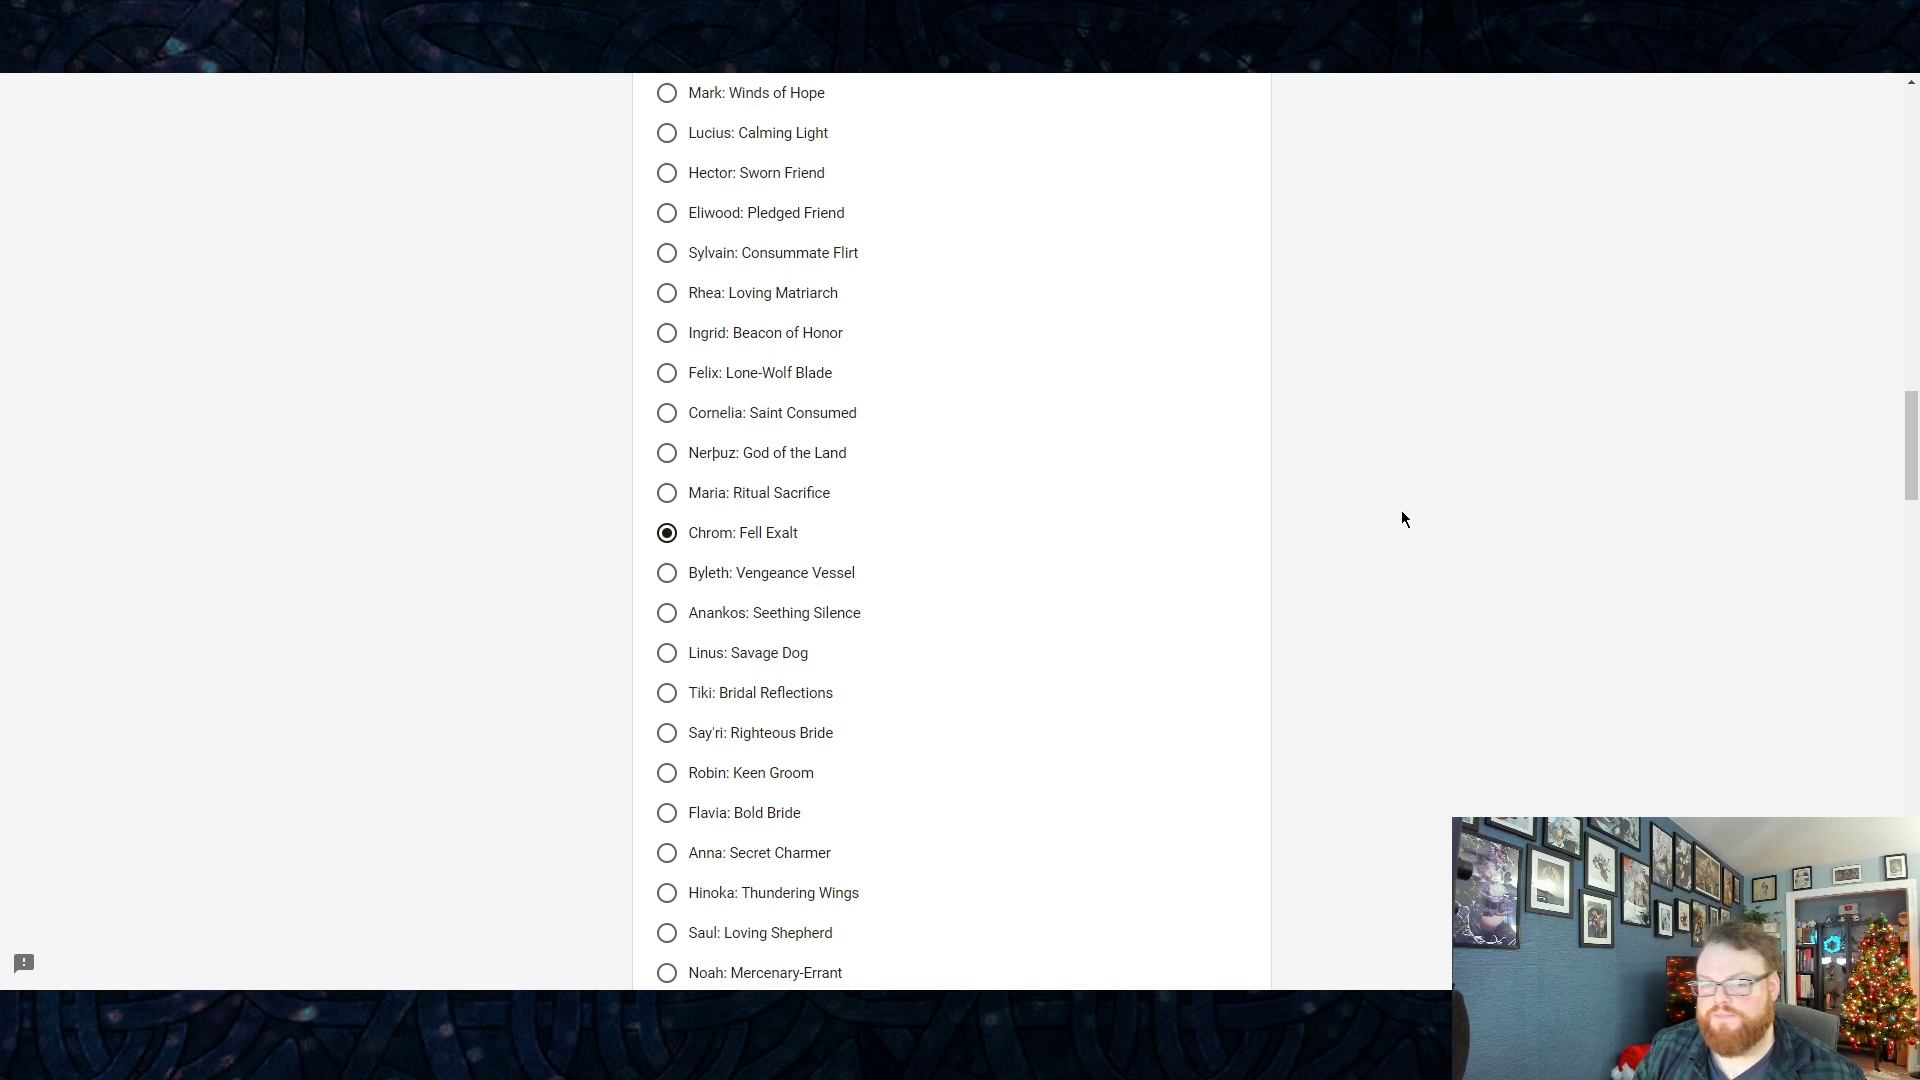 Mark: Winds of Hope
Lucius: Calming Light
Hector: Sworn Friend
Eliwood: Pledged Friend
Sylvain: Consummate Flirt
Rhea: Loving Matriarch
Ingrid: Beacon of Honor
Felix: Lone-Wolf Blade
Cornelia: Saint Consumed
Nerþuz: God of the Land
Maria: Ritual Sacrifice
Chrom: Fell Exalt
Byleth: Vengeance Vessel
Anankos: Seething Silence
Linus: Savage Dog
Tiki: Bridal Reflections
Say'ri: Righteous Bride
Robin: Keen Groom
Flavia: Bold Bride
Anna: Secret Charmer
Hinoka: Thundering Wings
Saul: Loving Shepherd
Noah: Mercenary-Errant